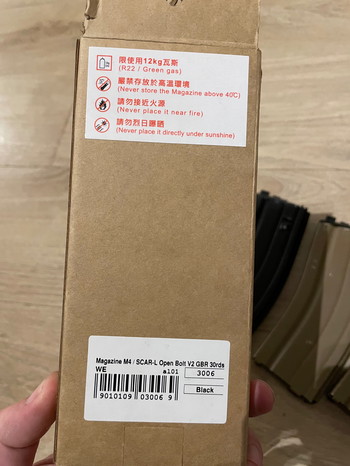 限使用12kg瓦斯
(R22 / Green gas)
嚴禁存放於高溫環境
(Never store the Magazine above 40℃)
請勿接近火源
(Never place it near fire)
請勿烈日曝晒
(Never place it directly under sunshine)
Magazine M4 / SCAR-L Open Bolt V2 GBR 30rds
WE a101 3006
Black
9010109 03006 9